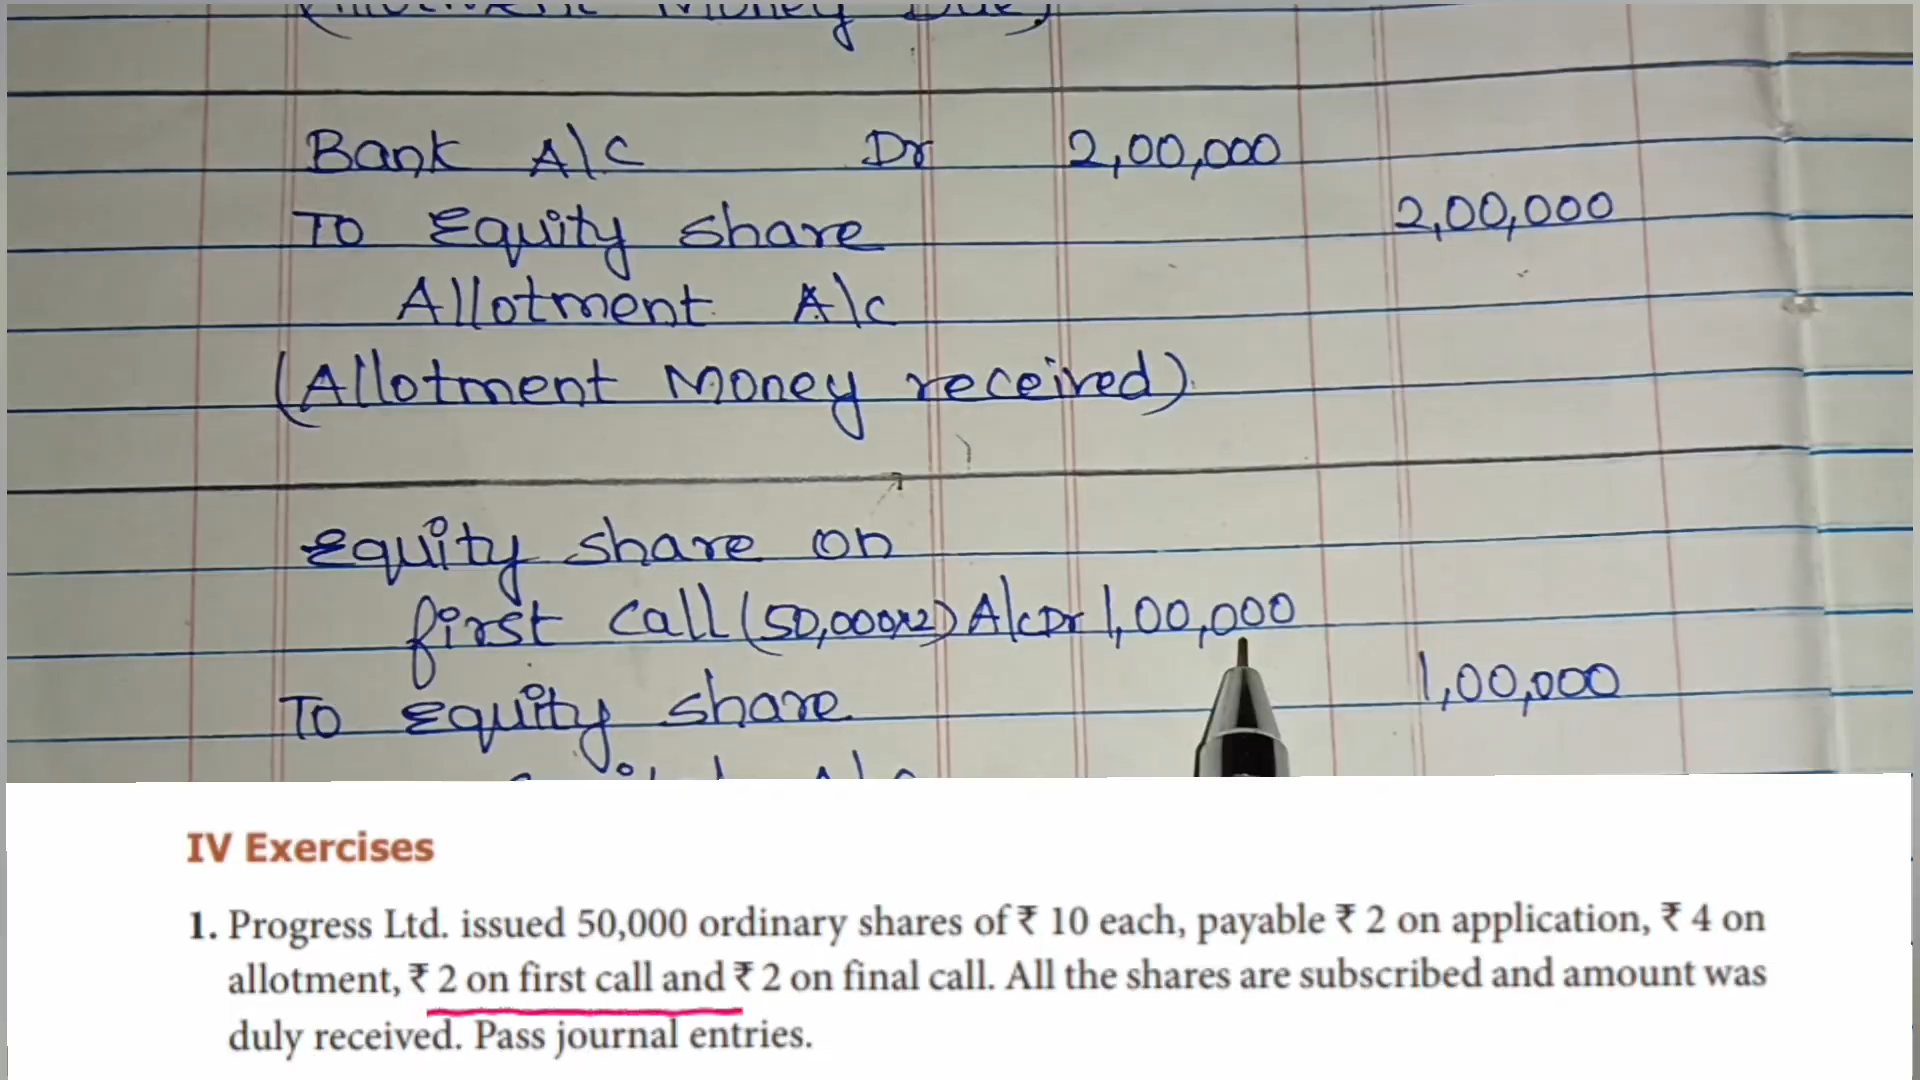 Money
Bank A/c Dr 2,00,000
To Equity share 2,00,000
Allotment A/c
(Allotment Money received)
Equity share on
first call (50,000x2) A/c Dr 1,00,000
To Equity share 1,00,000
IV Exercises
1. Progress Ltd. issued 50,000 ordinary shares of ₹ 10 each, payable ₹ 2 on application, ₹ 4 on
allotment, ₹ 2 on first call and ₹ 2 on final call. All the shares are subscribed and amount was
duly received. Pass journal entries.